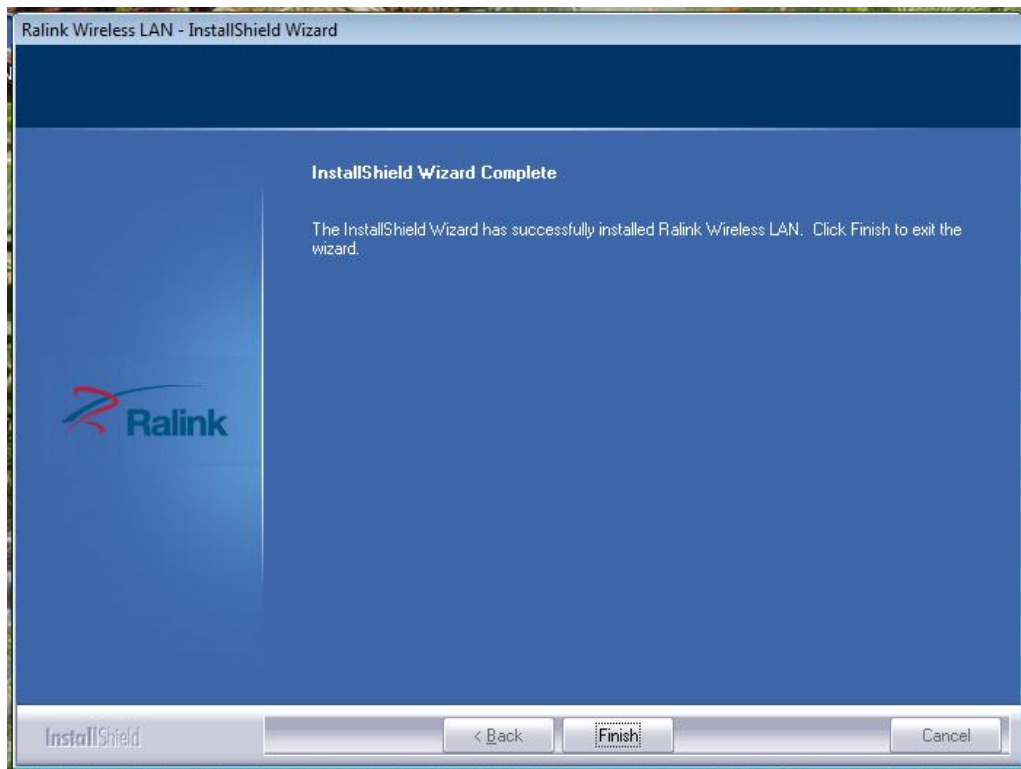 Ralink Wireless LAN - InstallShield Wizard
InstallShield Wizard Complete
The InstallShield Wizard has successfully installed Ralink Wireless LAN.  Click Finish to exit the
wizard.
Ralink
InstallShield
< Back
Finish
Cancel